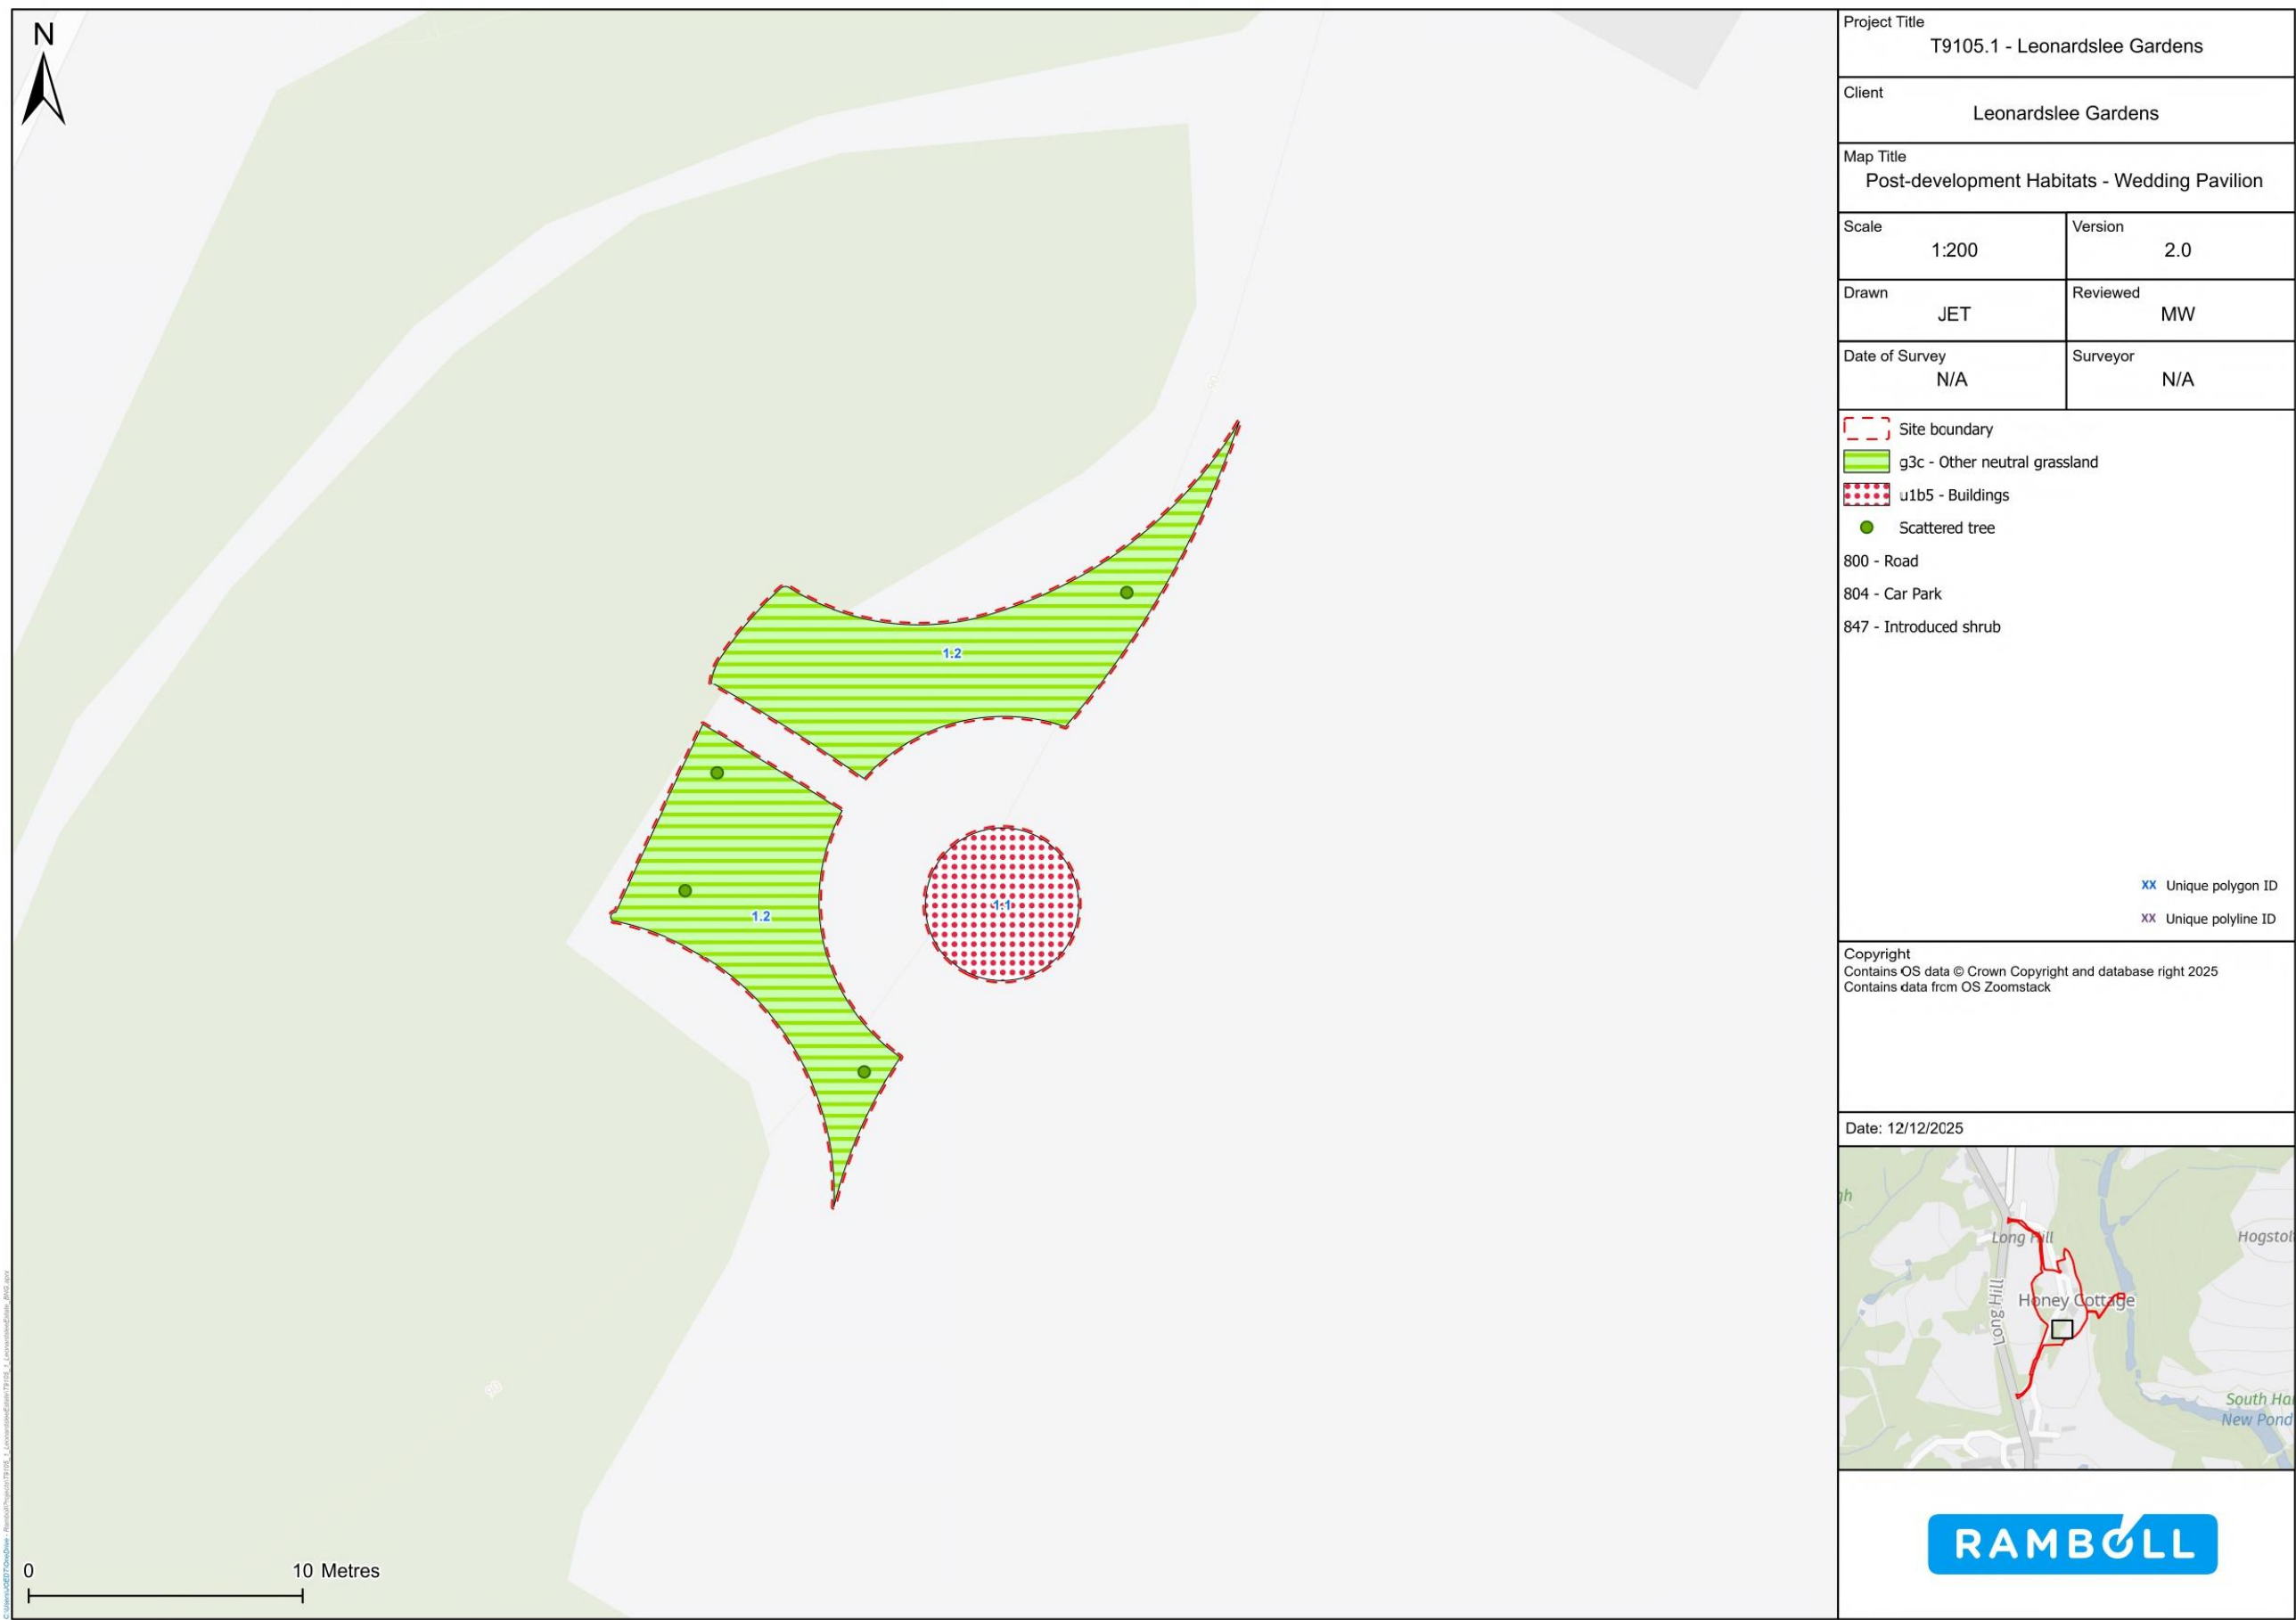 N
1.2
1.2
1.1
0
10 Metres
Project Title
T9105.1 - Leonardslee Gardens
Client
Leonardslee Gardens
Map Title
Post-development Habitats - Wedding Pavilion
Scale
1:200
Version
2.0
Drawn
JET
Reviewed
MW
Date of Survey
N/A
Surveyor
N/A
Site boundary
g3c - Other neutral grassland
u1b5 - Buildings
Scattered tree
800 - Road
804 - Car Park
847 - Introduced shrub
XX Unique polygon ID
XX Unique polyline ID
Copyright
Contains OS data © Crown Copyright and database right 2025
Contains data from OS Zoomstack
Date: 12/12/2025
Long Hill
Long Hill
Honey Cottage
New Pond
RAMBOLL